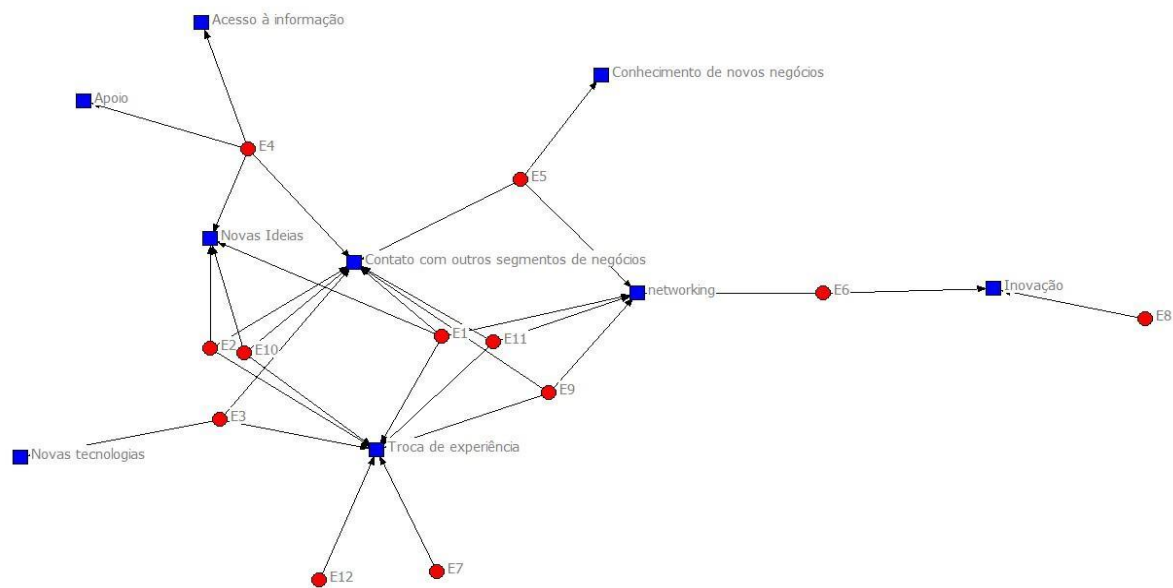 Acesso à informação
Conhecimento de novos negócios
Apoio
E4
E5
Novas Ideias
Contato com outros segmentos de negócios
networking
E6
Inovação
E8
E2
E10
E1
E11
E9
E3
Novas tecnologias
Troca de experiência
E12
E7